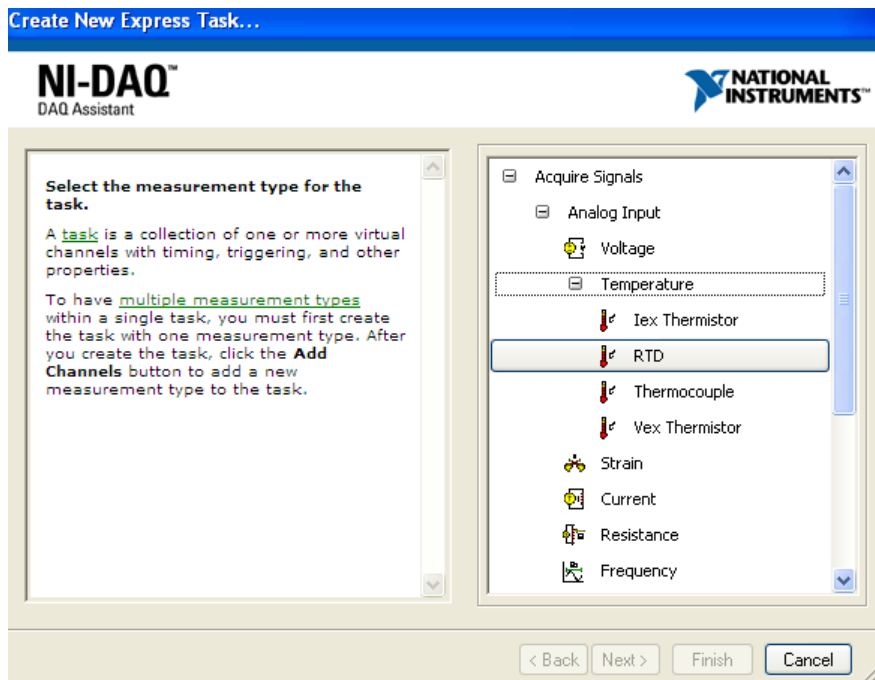 Create New Express Task...
NI-DAQ™
DAQ Assistant
NATIONAL
INSTRUMENTS™
Select the measurement type for the
task.
A task is a collection of one or more virtual
channels with timing, triggering, and other
properties.
To have multiple measurement types
within a single task, you must first create
the task with one measurement type. After
you create the task, click the Add
Channels button to add a new
measurement type to the task.
Acquire Signals
Analog Input
Voltage
Temperature
Iex Thermistor
RTD
Thermocouple
Vex Thermistor
Strain
Current
Resistance
Frequency
< Back Next > Finish Cancel